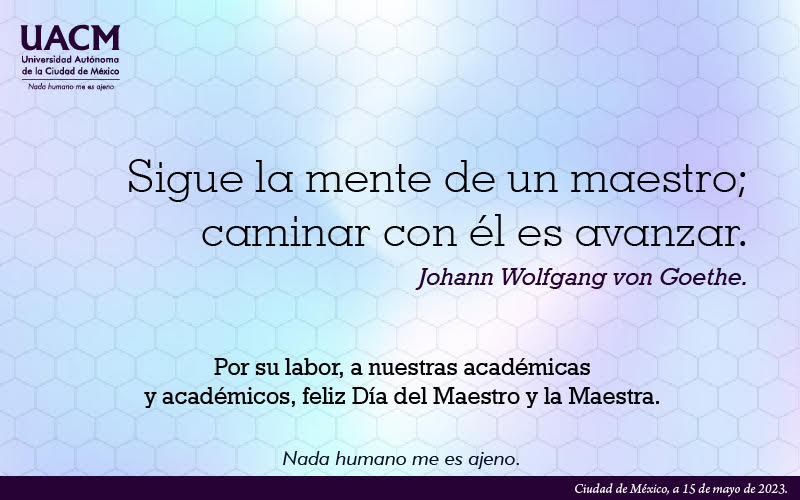 UACM
Universidad Autónoma
de la Ciudad de México
Nada humano me es ajeno
Sigue la mente de un maestro;
caminar con él es avanzar.
Johann Wolfgang von Goethe.
Por su labor, a nuestras académicas
y académicos, feliz Día del Maestro y la Maestra.
Nada humano me es ajeno.
Ciudad de México, a 15 de mayo de 2023.